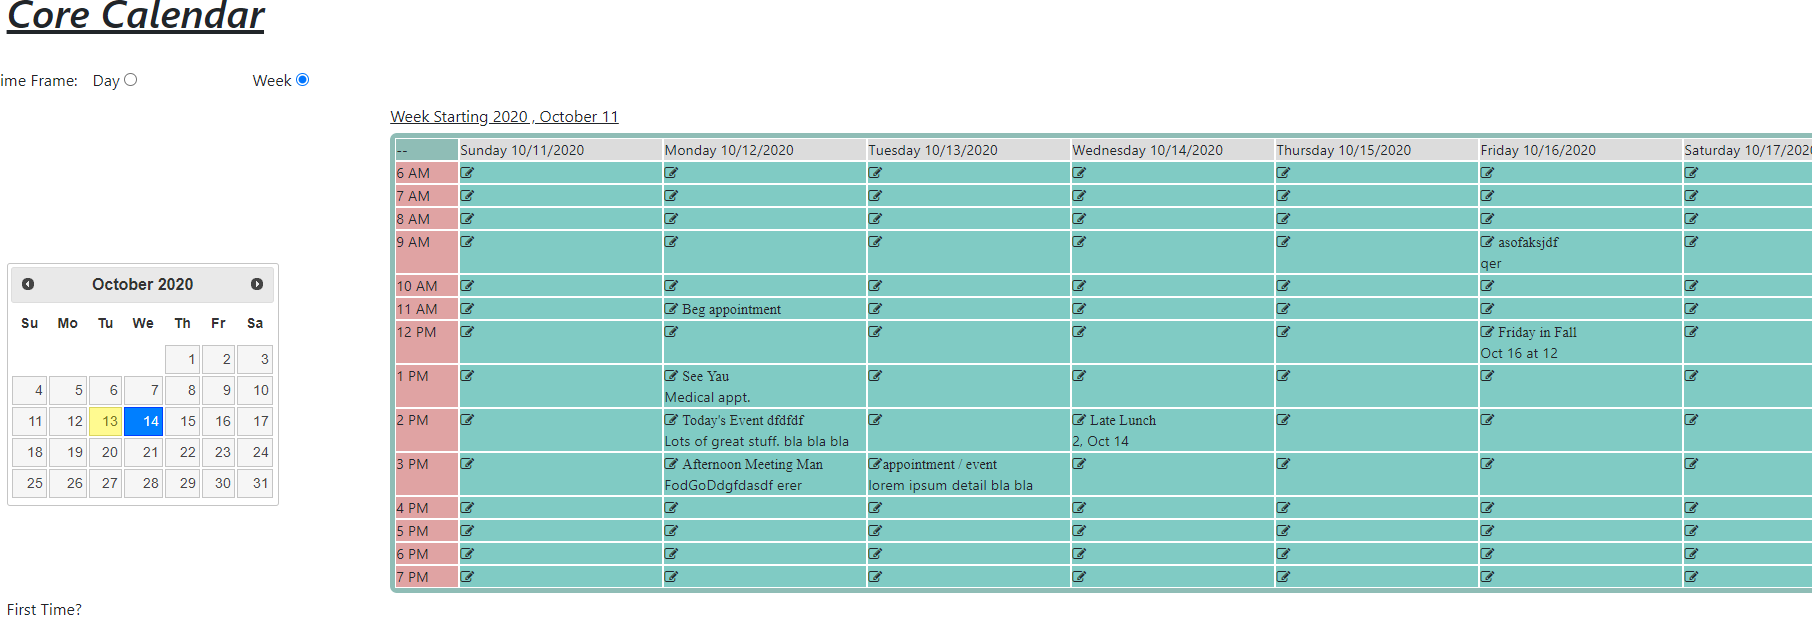 Core Calendar
ime Frame: Day Week
Week Starting 2020 , October 11
-- Sunday 10/11/2020 Monday 10/12/2020 Tuesday 10/13/2020 Wednesday 10/14/2020 Thursday 10/15/2020 Friday 10/16/2020 Saturday 10/17/202
6 AM
7 AM
8 AM
9 AM asofaksjdf
qer
10 AM
11 AM Beg appointment
12 PM Friday in Fall
Oct 16 at 12
1 PM See Yau
Medical appt.
2 PM Today's Event dfdfdf Late Lunch
Lots of great stuff. bla bla bla 2, Oct 14
3 PM Afternoon Meeting Man appointment / event
FodGoDdgfdasdf erer lorem ipsum detail bla bla
4 PM
5 PM
6 PM
7 PM
October 2020
Su Mo Tu We Th Fr Sa
1 2 3
4 5 6 7 8 9 10
11 12 13 14 15 16 17
18 19 20 21 22 23 24
25 26 27 28 29 30 31
First Time?